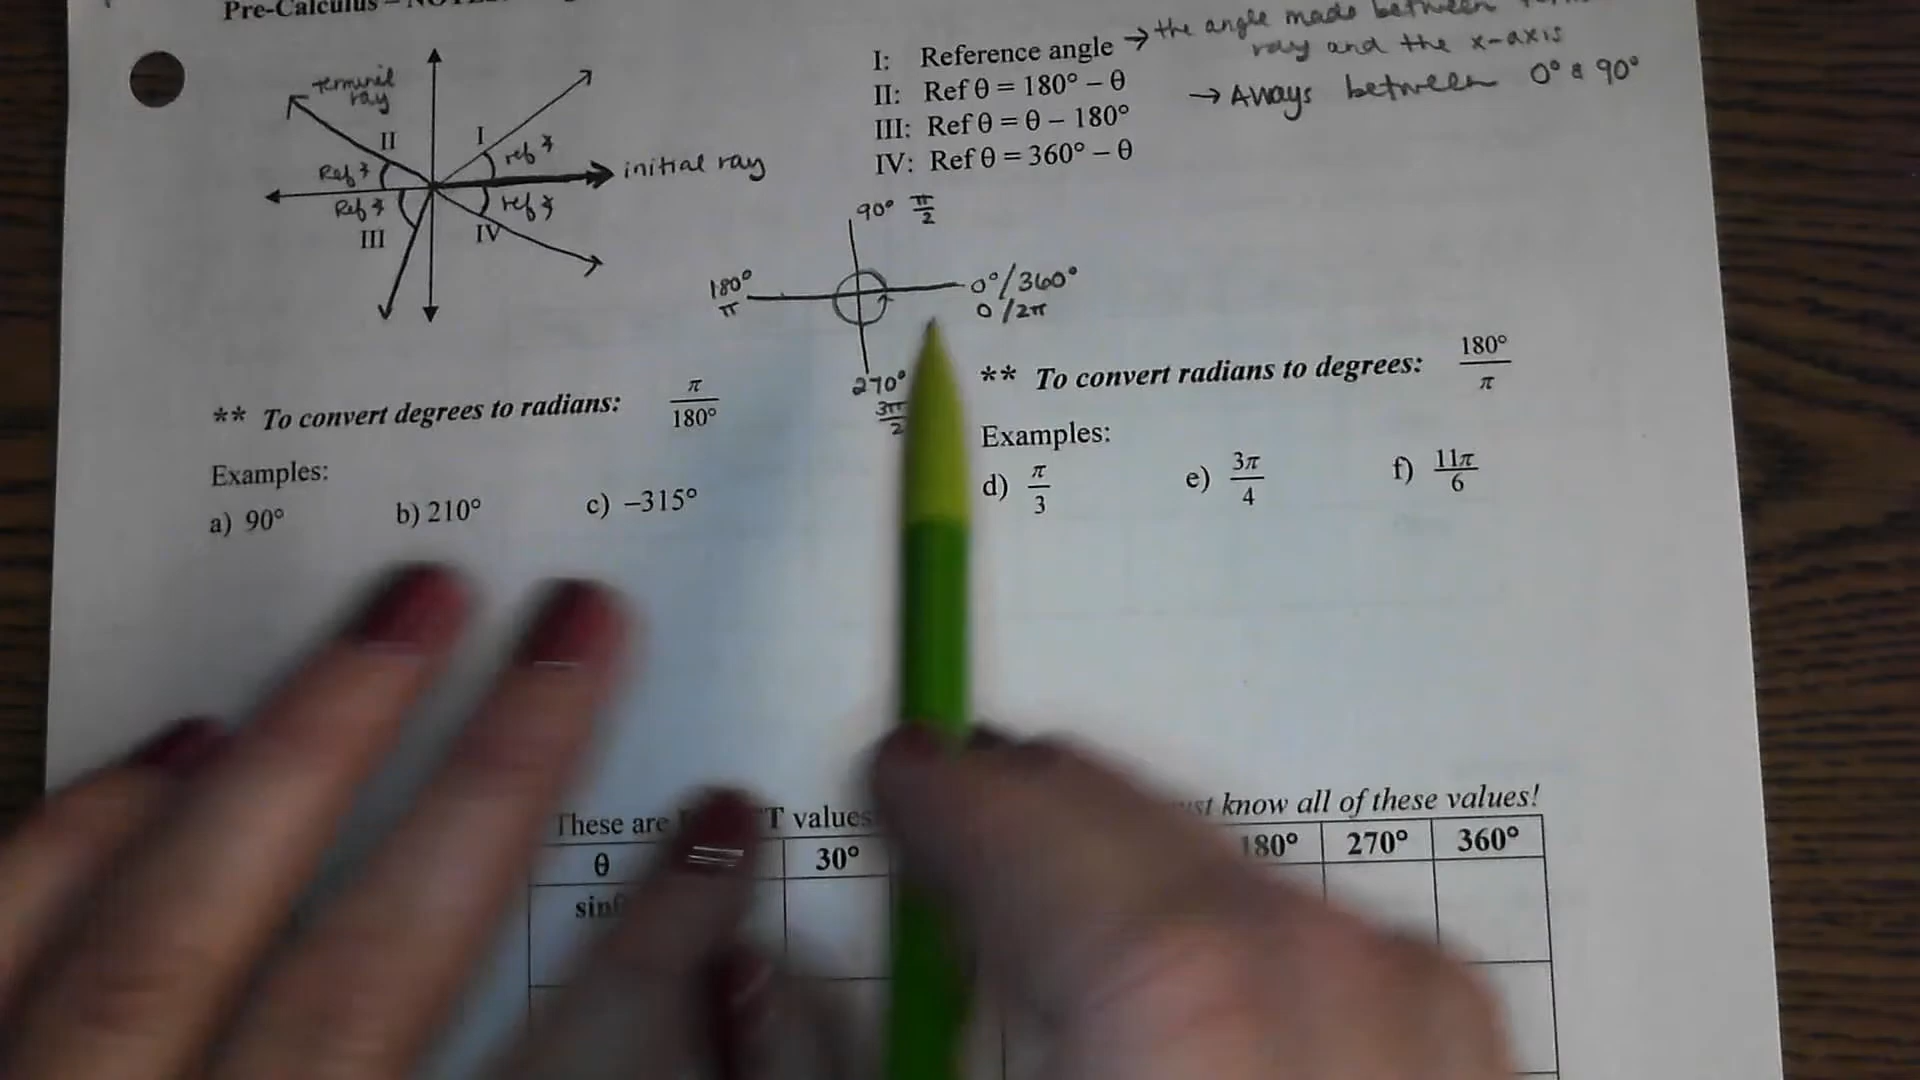 Pre-Calculus –
terminal
ray
II
I
ref ∡
Ref ∡
initial ray
Ref ∡
ref ∡
III
IV
I: Reference angle → the angle made between
ray and the x-axis
II: Ref θ = 180° – θ
→ Aways between 0° & 90°
III: Ref θ = θ – 180°
IV: Ref θ = 360° – θ
90° π/2
180°
π
0°/360°
0/2π
270°
3π/2
** To convert degrees to radians: π/180°
Examples:
a) 90° b) 210° c) –315°
** To convert radians to degrees: 180°/π
Examples:
d) π/3 e) 3π/4 f) 11π/6
These are values know all of these values!
θ 30° 180° 270° 360°